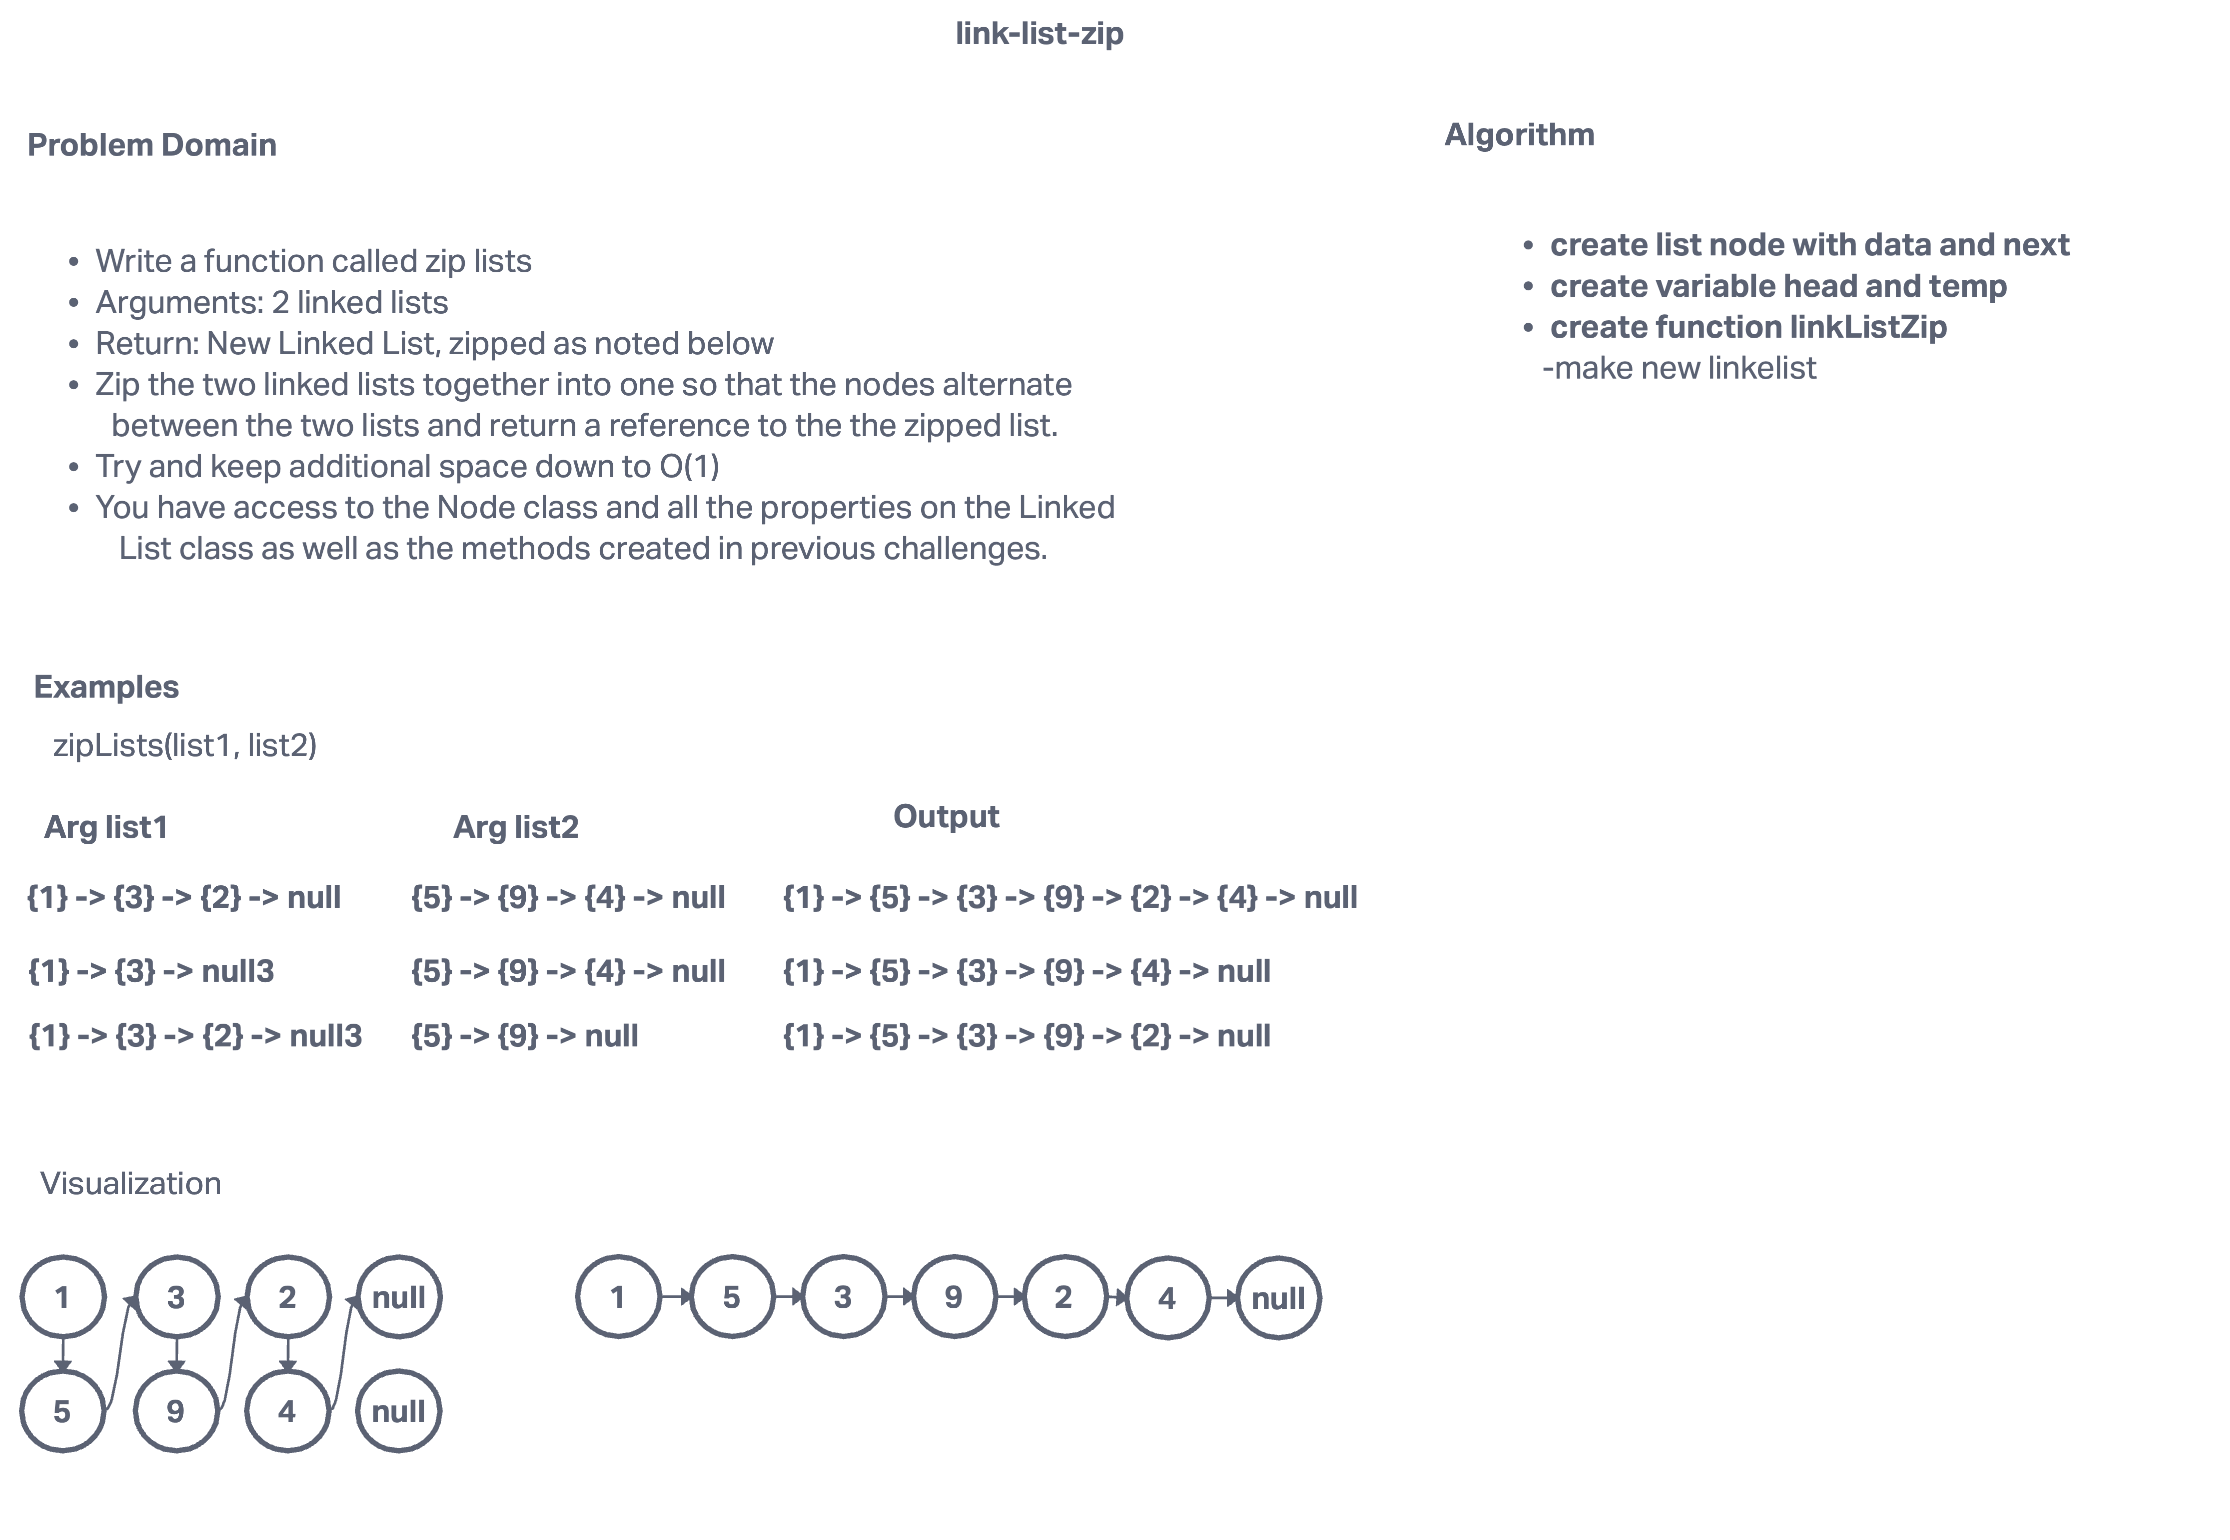 link-list-zip
Problem Domain
• Write a function called zip lists
• Arguments: 2 linked lists
• Return: New Linked List, zipped as noted below
• Zip the two linked lists together into one so that the nodes alternate
between the two lists and return a reference to the the zipped list.
• Try and keep additional space down to O(1)
• You have access to the Node class and all the properties on the Linked
List class as well as the methods created in previous challenges.
Algorithm
• create list node with data and next
• create variable head and temp
• create function linkListZip
-make new linkelist
Examples
zipLists(list1, list2)
Arg list1 Arg list2 Output
{1} -> {3} -> {2} -> null {5} -> {9} -> {4} -> null {1} -> {5} -> {3} -> {9} -> {2} -> {4} -> null
{1} -> {3} -> null3 {5} -> {9} -> {4} -> null {1} -> {5} -> {3} -> {9} -> {4} -> null
{1} -> {3} -> {2} -> null3 {5} -> {9} -> null {1} -> {5} -> {3} -> {9} -> {2} -> null
Visualization
1 3 2 null
5 9 4 null
1 5 3 9 2 4 null